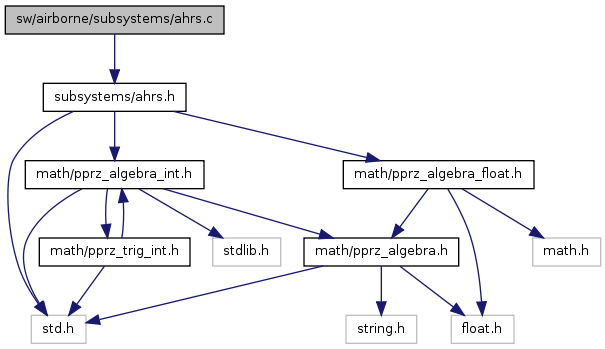 sw/airborne/subsystems/ahrs.c
subsystems/ahrs.h
math/pprz_algebra_int.h
math/pprz_algebra_float.h
math/pprz_trig_int.h
stdlib.h
math/pprz_algebra.h
math.h
std.h
string.h
float.h